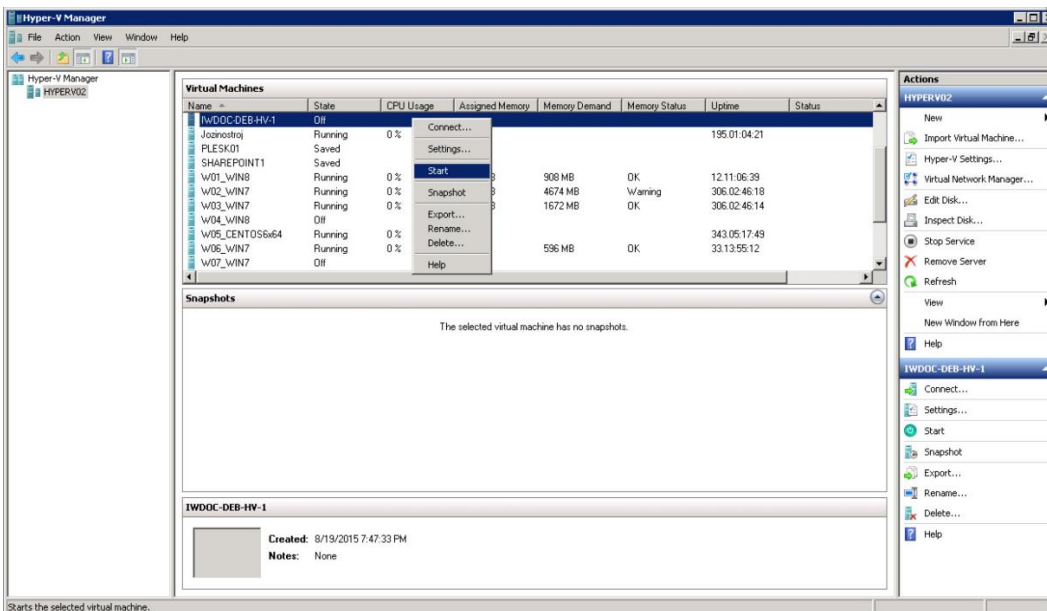 Hyper-V Manager
File Action View Window Help
Hyper-V Manager
HYPERV02
Virtual Machines
Name State CPU Usage Assigned Memory Memory Demand Memory Status Uptime Status
IWDOC-DEB-HV-1 Off
Jozinostroj Running 0 % 195.01:04:21
PLESK01 Saved
SHAREPOINT1 Saved
W01_WIN8 Running 0 % 908 MB OK 12.11:06:39
W02_WIN7 Running 0 % 4674 MB Warning 306.02:46:18
W03_WIN7 Running 0 % 1672 MB OK 306.02:46:14
W04_WIN8 Off
W05_CENTOS6x64 Running 0 % 343.05:17:49
W06_WIN7 Running 0 % 596 MB OK 33.13:55:12
W07_WIN7 Off
Connect...
Settings...
Start
Snapshot
Export...
Rename...
Delete...
Help
Snapshots
The selected virtual machine has no snapshots.
IWDOC-DEB-HV-1
Created: 8/19/2015 7:47:33 PM
Notes: None
Actions
HYPERV02
New
Import Virtual Machine...
Hyper-V Settings...
Virtual Network Manager...
Edit Disk...
Inspect Disk...
Stop Service
Remove Server
Refresh
View
New Window from Here
Help
IWDOC-DEB-HV-1
Connect...
Settings...
Start
Snapshot
Export...
Rename...
Delete...
Help
Starts the selected virtual machine.